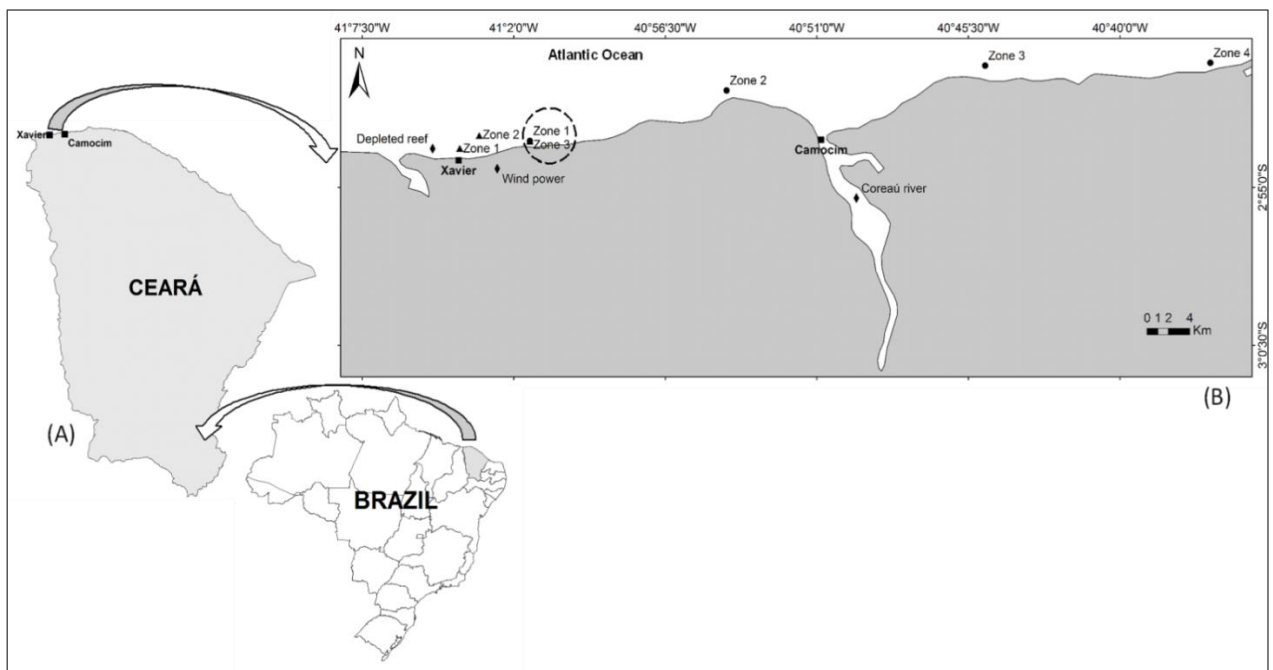 41°7'30"W 41°2'0"W 40°56'30"W 40°51'0"W 40°45'30"W 40°40'0"W
N
Atlantic Ocean
Zone 4
Zone 3
Zone 2
Zone 1
Zone 2
Zone 3
Depleted reef
Zone 1
Xavier
Wind power
Camocim
Coreaú river
2°55'0"S
0 1 2 4
Km
3°0'30"S
(B)
Xavier
Camocim
CEARÁ
(A)
BRAZIL